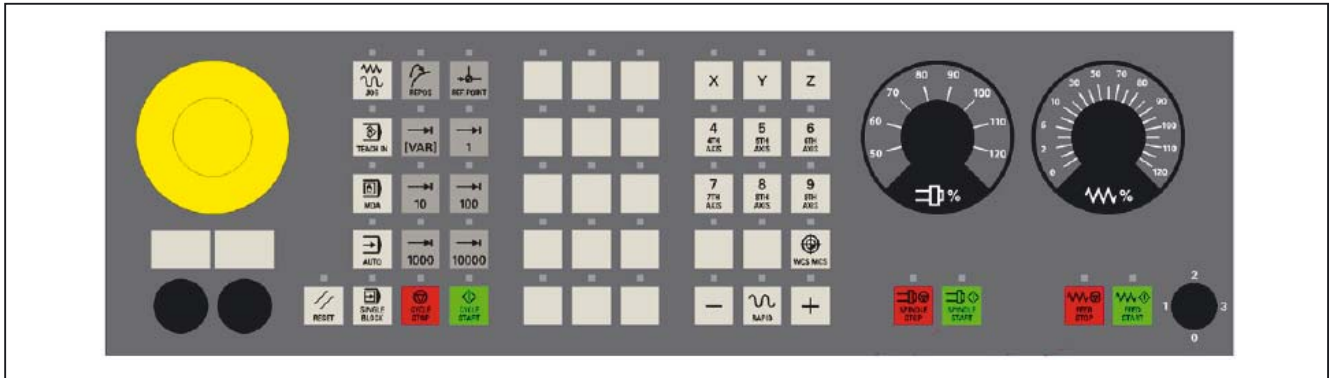 JOG
REPOS
REF.POINT
TEACH IN
[VAR]
1
MDA
10
100
AUTO
1000
10000
RESET
SINGLE
BLOCK
CYCLE
STOP
CYCLE
START
X
Y
Z
4
4TH
AXIS
5
5TH
AXIS
6
6TH
AXIS
7
7TH
AXIS
8
8TH
AXIS
9
9TH
AXIS
WCS MCS
−
RAPID
+
50
60
70
80
90
100
110
120
%
0
2
6
10
30
50
70
80
90
100
110
120
%
SPINDLE
STOP
SPINDLE
START
FEED
STOP
FEED
START
2
1
3
0